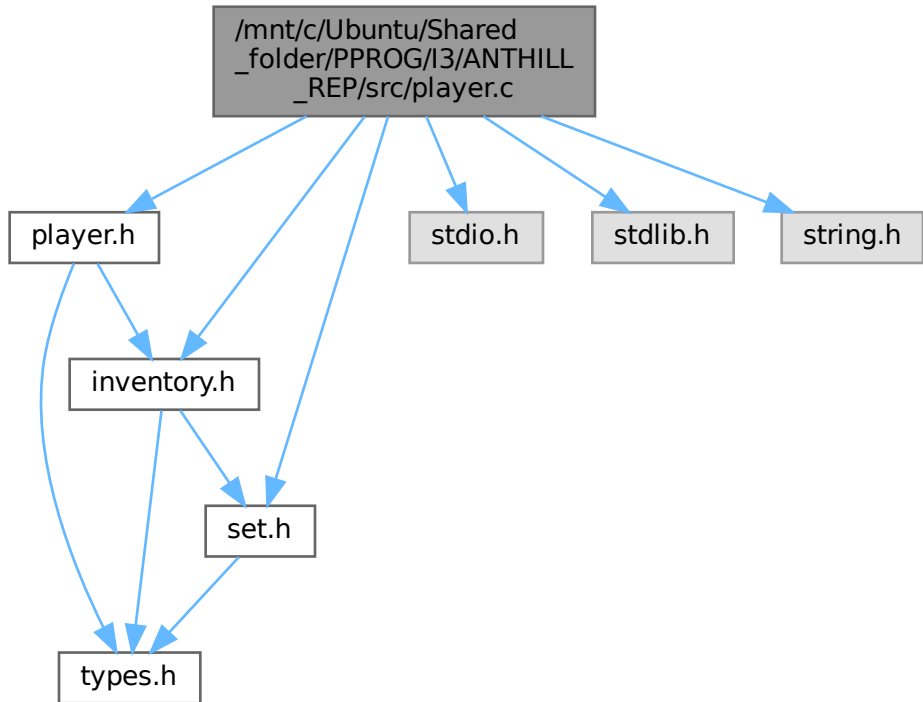 /mnt/c/Ubuntu/Shared
_folder/PPROG/I3/ANTHILL
_REP/src/player.c
player.h
stdio.h
stdlib.h
string.h
inventory.h
set.h
types.h